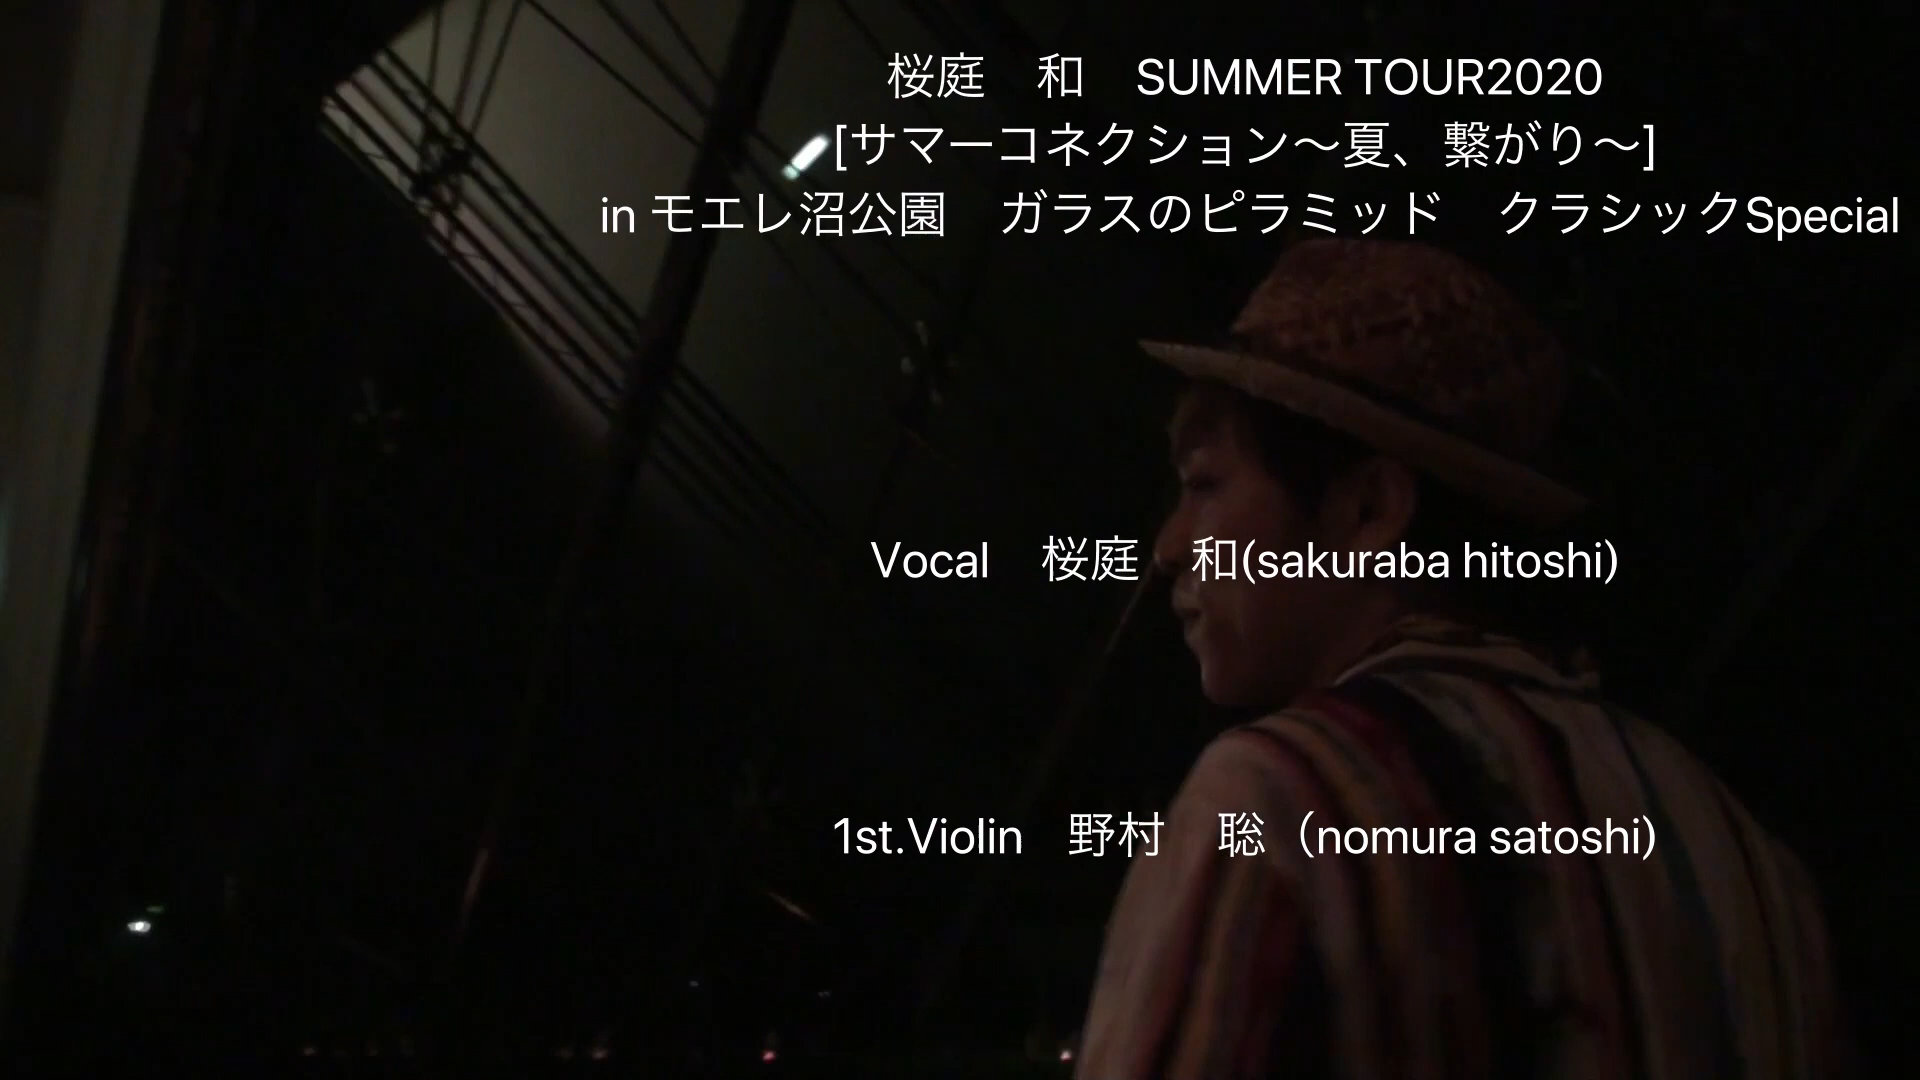 桜庭　和　SUMMER TOUR2020
[サマーコネクション～夏、繋がり～]
in モエレ沼公園　ガラスのピラミッド　クラシックSpecial
Vocal　桜庭　和(sakuraba hitoshi)
1st.Violin　野村　聡（nomura satoshi)